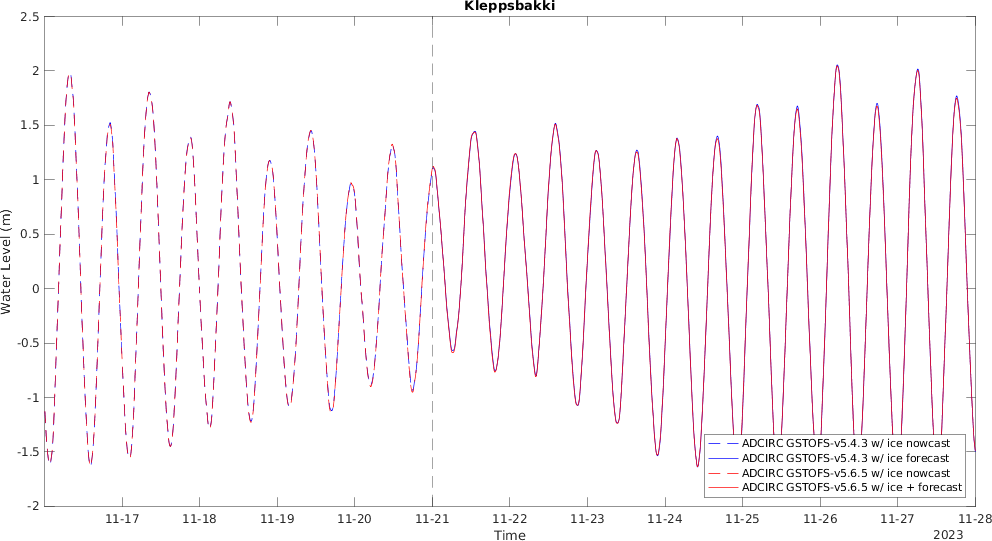 Kleppsbakki
2.5
2
1.5
1
0.5
0
-0.5
-1
-1.5
-2
Water Level (m)
ADCIRC GSTOFS-v5.4.3 w/ ice nowcast
ADCIRC GSTOFS-v5.4.3 w/ ice forecast
ADCIRC GSTOFS-v5.6.5 w/ ice nowcast
ADCIRC GSTOFS-v5.6.5 w/ ice + forecast
11-17 11-18 11-19 11-20 11-21 11-22 11-23 11-24 11-25 11-26 11-27 11-28
Time
2023